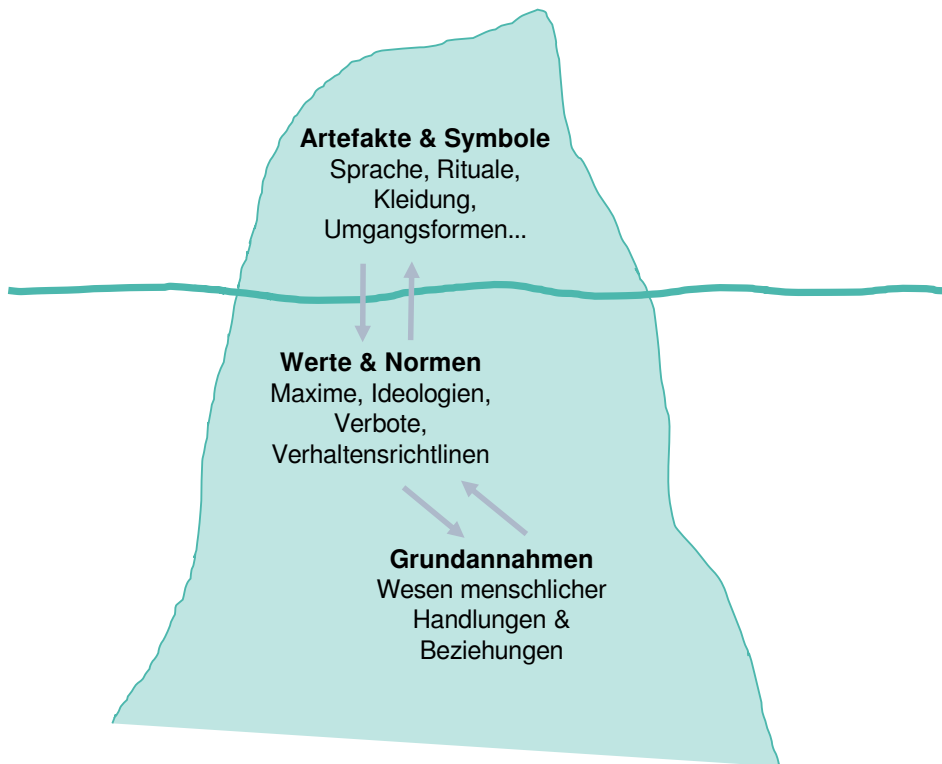 Artefakte & Symbole
Sprache, Rituale,
Kleidung,
Umgangsformen...
Werte & Normen
Maxime, Ideologien,
Verbote,
Verhaltensrichtlinen
Grundannahmen
Wesen menschlicher
Handlungen &
Beziehungen